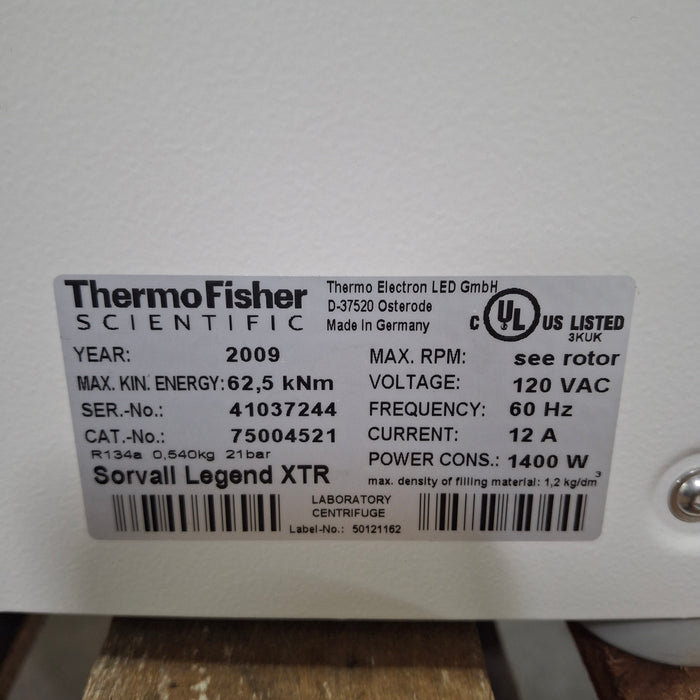 ThermoFisher
SCIENTIFIC
Thermo Electron LED GmbH
D-37520 Osterode
Made in Germany
C UL US LISTED
3KUK
YEAR: 2009
MAX. KIN. ENERGY: 62,5 kNm
SER.-No.: 41037244
CAT.-No.: 75004521
R134a 0,540kg 21bar
Sorvall Legend XTR
MAX. RPM: see rotor
VOLTAGE: 120 VAC
FREQUENCY: 60 Hz
CURRENT: 12 A
POWER CONS.: 1400 W
max. density of filling material: 1,2 kg/dm³
LABORATORY
CENTRIFUGE
Label-No.: 50121162